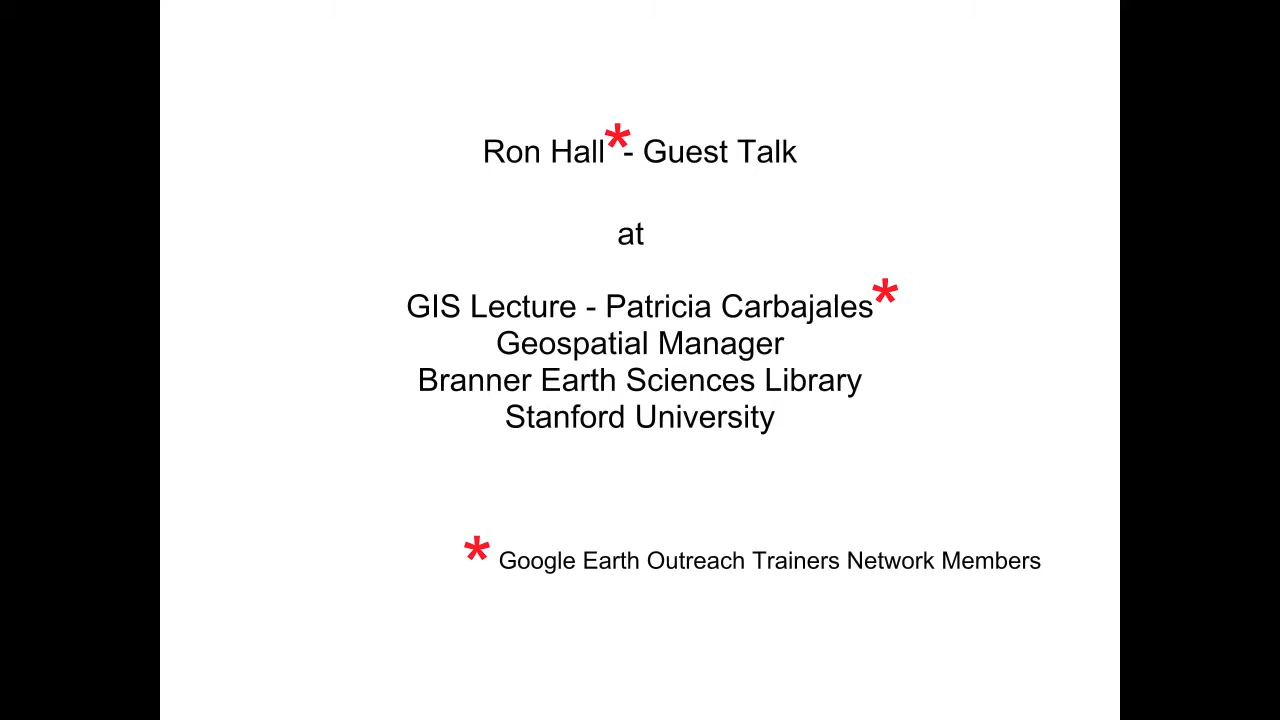 Ron Hall* - Guest Talk
at
GIS Lecture - Patricia Carbajales*
Geospatial Manager
Branner Earth Sciences Library
Stanford University
* Google Earth Outreach Trainers Network Members